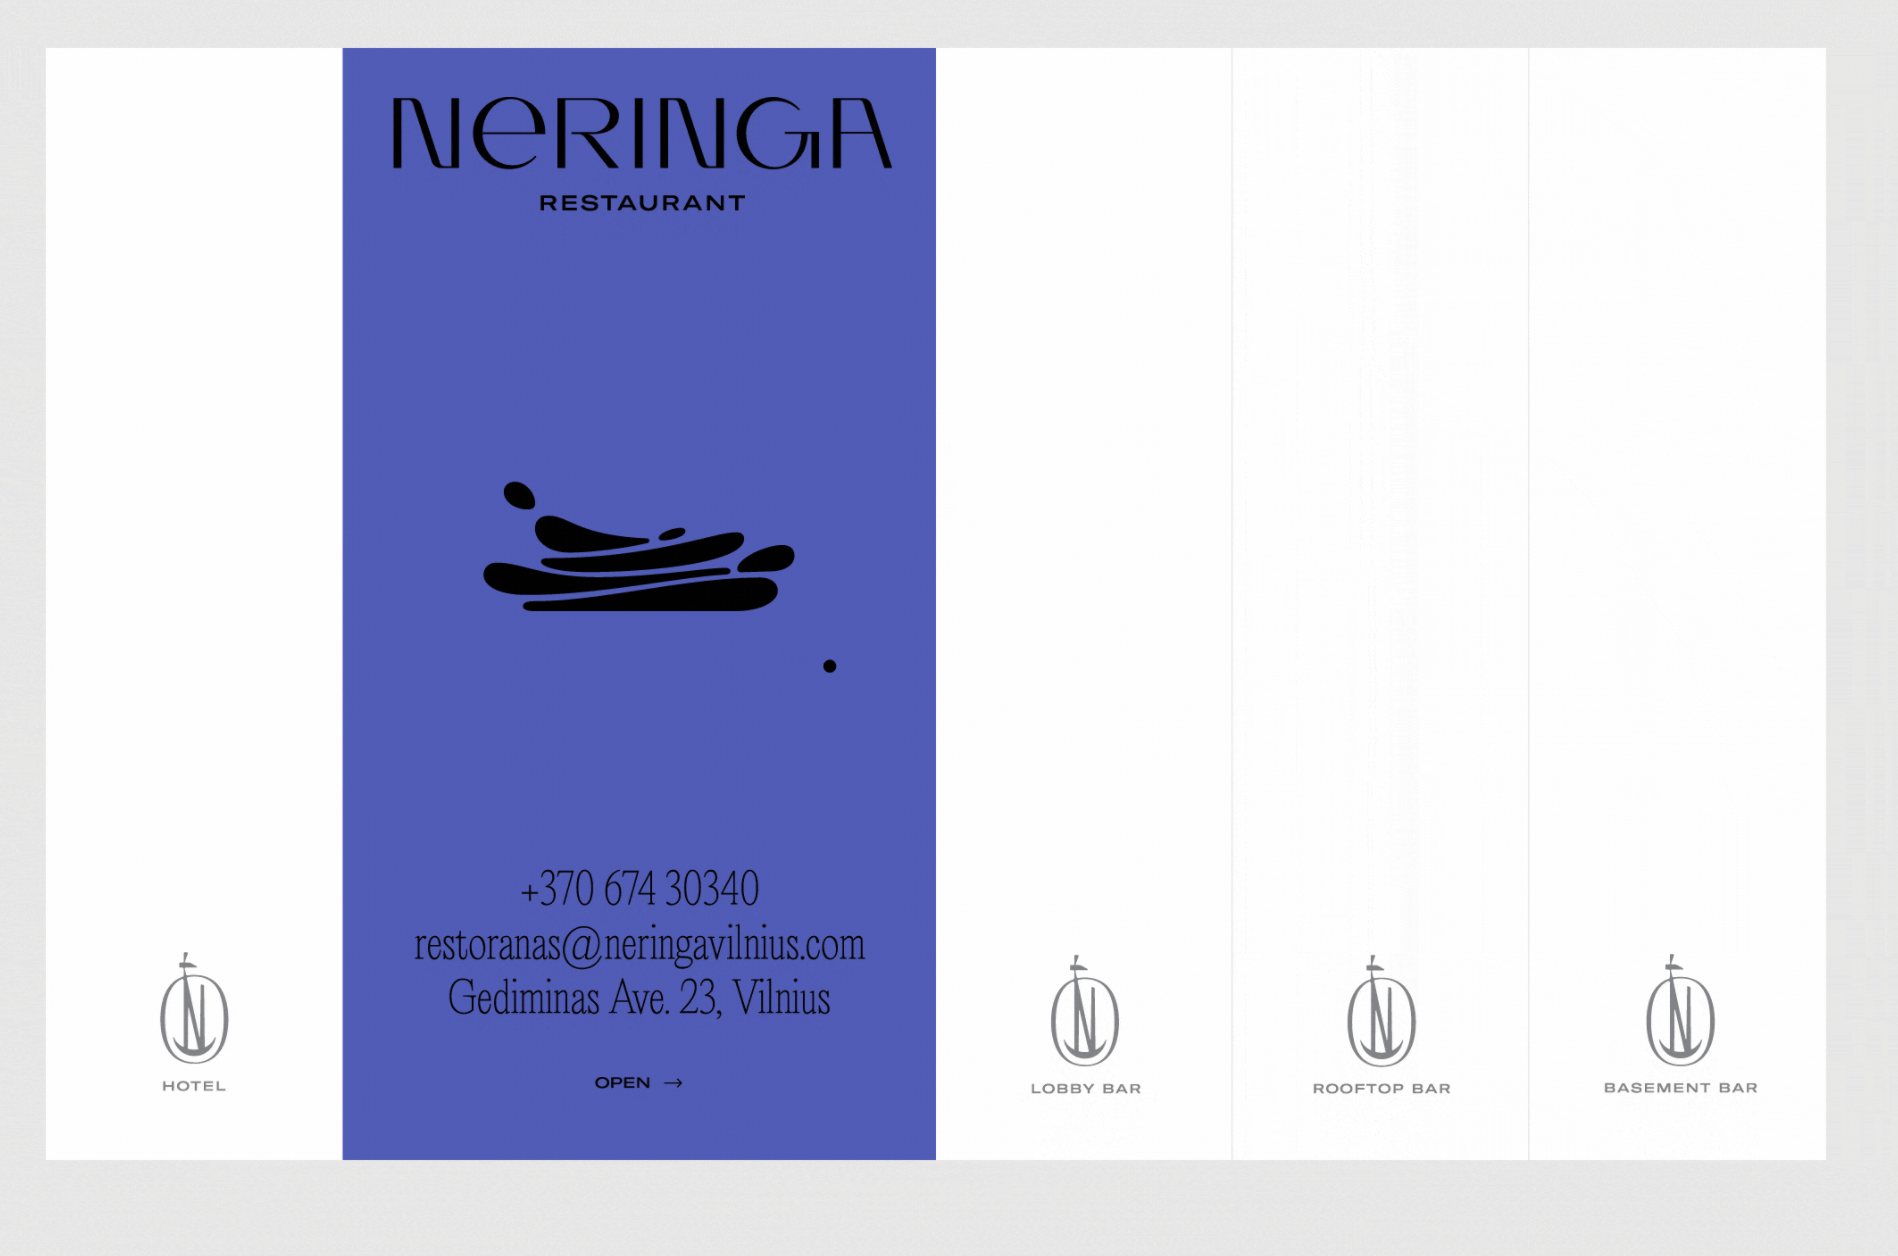 NeRINGA
RESTAURANT
+370 674 30340
restoranas@neringavilnius.com
Gediminas Ave. 23, Vilnius
OPEN →
N
HOTEL
N
LOBBY BAR
N
ROOFTOP BAR
N
BASEMENT BAR